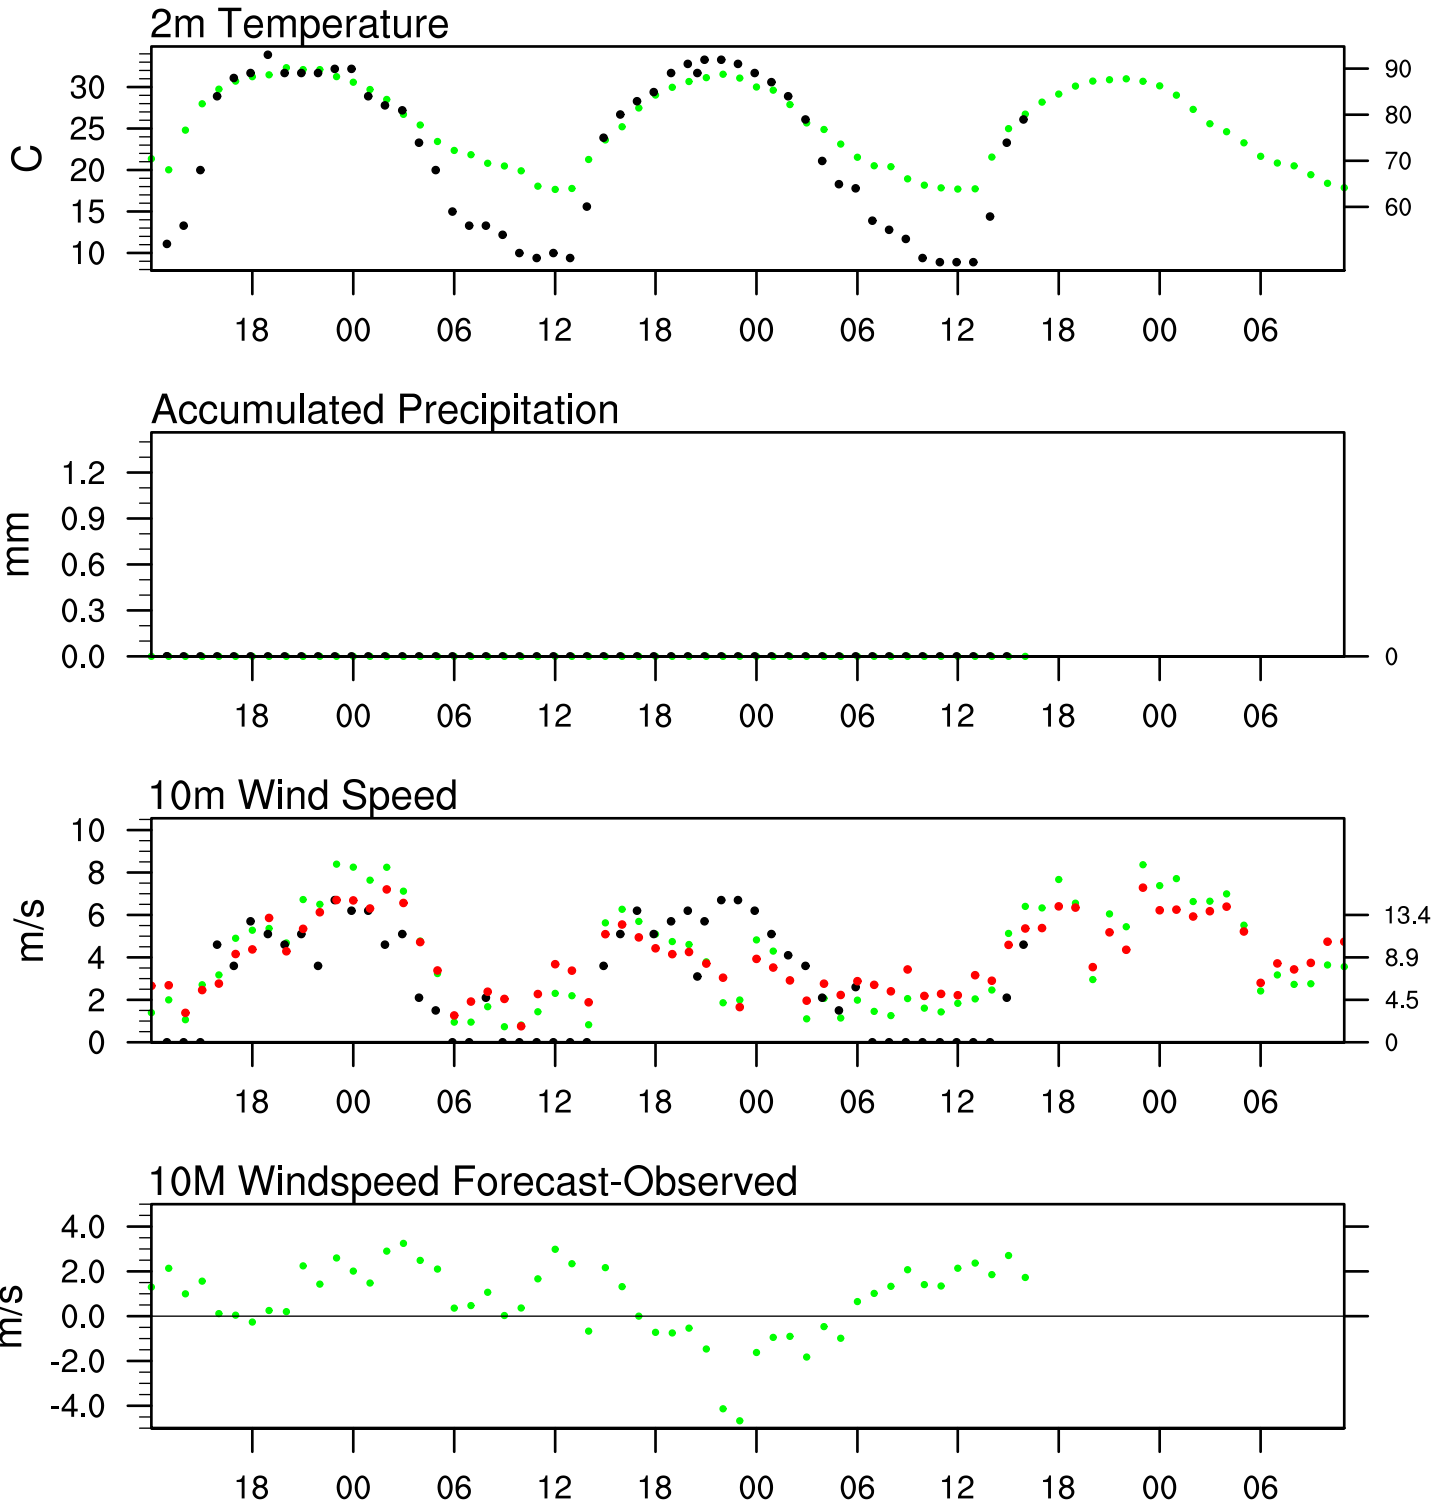 2m Temperature
C
30
25
20
15
10
90
80
70
60
18 00 06 12 18 00 06 12 18 00 06
Accumulated Precipitation
mm
1.2
0.9
0.6
0.3
0.0
0
18 00 06 12 18 00 06 12 18 00 06
10m Wind Speed
m/s
10
8
6
4
2
0
13.4
8.9
4.5
0
18 00 06 12 18 00 06 12 18 00 06
10M Windspeed Forecast-Observed
m/s
4.0
2.0
0.0
-2.0
-4.0
18 00 06 12 18 00 06 12 18 00 06